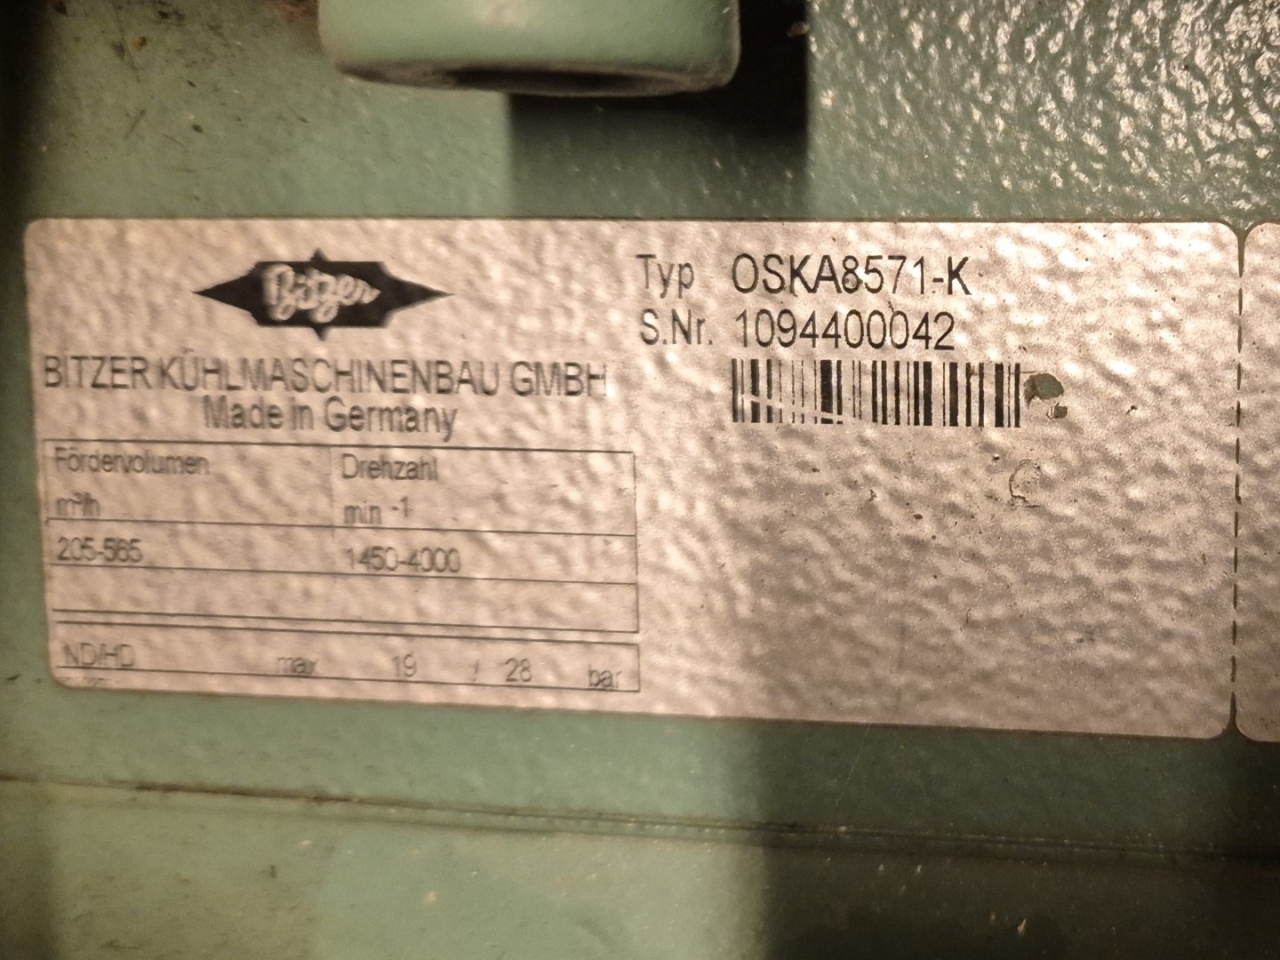 Bitzer
BITZER KÜHLMASCHINENBAU GMBH
Made in Germany
Typ OSKA8571-K
S.Nr. 1094400042
Fördervolumen Drehzahl
m³/h min -1
205-565 1450-4000
ND/HD max 19 / 28 bar